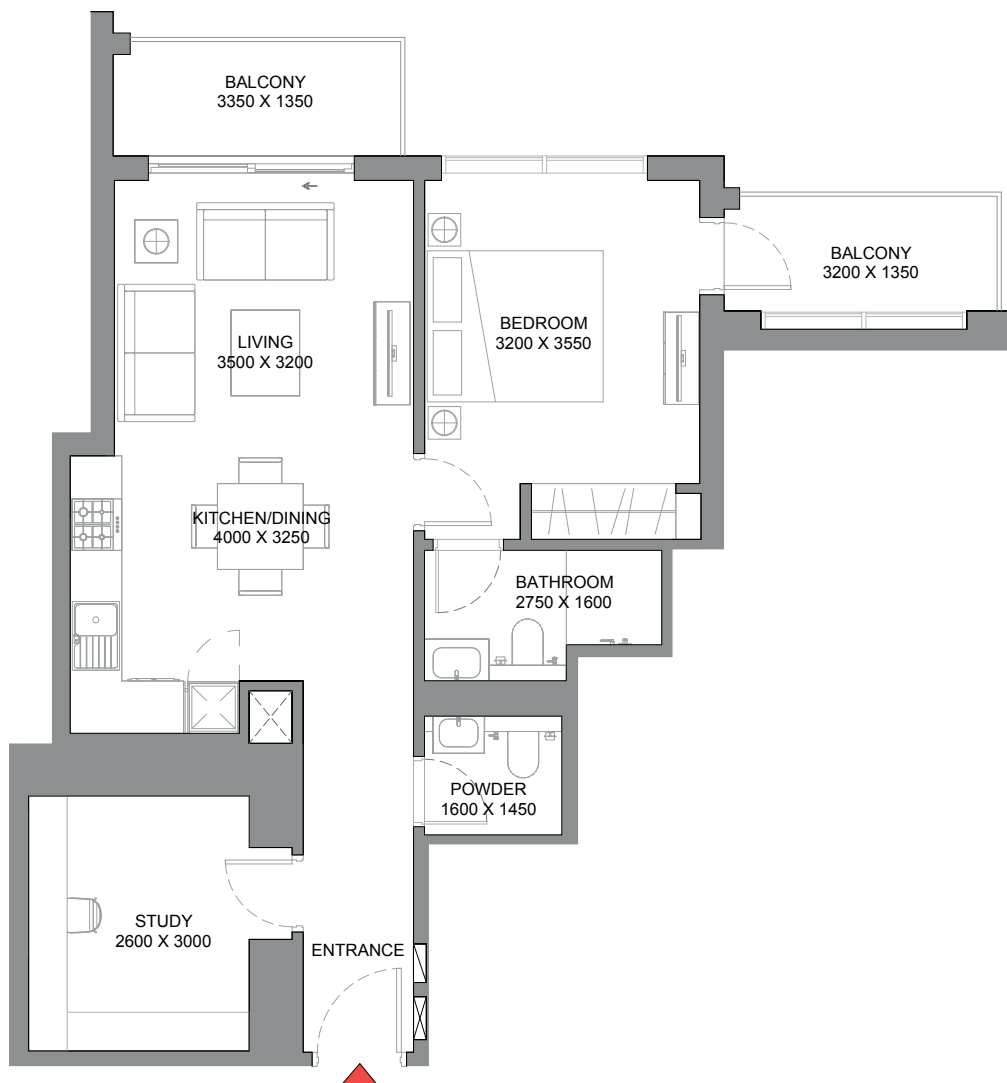 BALCONY
3350 X 1350
BALCONY
3200 X 1350
BEDROOM
3200 X 3550
LIVING
3500 X 3200
KITCHEN/DINING
4000 X 3250
BATHROOM
2750 X 1600
POWDER
1600 X 1450
STUDY
2600 X 3000
ENTRANCE